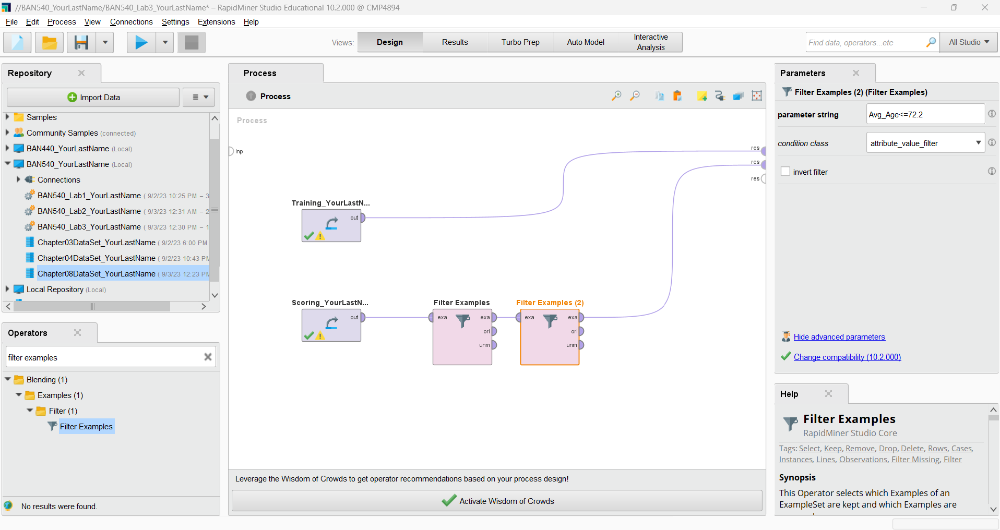 //BAN540_YourLastName/BAN540_Lab3_YourLastName* – RapidMiner Studio Educational 10.2.000 @ CMP4894
File Edit Process View Connections Settings Extensions Help
Views: Design Results Turbo Prep Auto Model Interactive Analysis
Find data, operators...etc
All Studio
Repository
Import Data
Samples
Community Samples (connected)
BAN440_YourLastName (Local)
BAN540_YourLastName (Local)
Connections
BAN540_Lab1_YourLastName ( 9/2/23 10:25 PM – 3
BAN540_Lab2_YourLastName ( 9/3/23 12:31 AM – 2
BAN540_Lab3_YourLastName ( 9/3/23 12:30 PM – 1
Chapter03DataSet_YourLastName ( 9/2/23 6:00 PM
Chapter04DataSet_YourLastName ( 9/2/23 10:43 PM
Chapter08DataSet_YourLastName ( 9/3/23 12:23 PM
Local Repository (Local)
Operators
filter examples
Blending (1)
Examples (1)
Filter (1)
Filter Examples
No results were found.
Process
Process
Process
inp
res
res
res
Training_YourLastN...
out
Scoring_YourLastN...
out
Filter Examples
exa exa
ori
unm
Filter Examples (2)
exa exa
ori
unm
Leverage the Wisdom of Crowds to get operator recommendations based on your process design!
Activate Wisdom of Crowds
Parameters
Filter Examples (2) (Filter Examples)
parameter string Avg_Age<=72.2
condition class attribute_value_filter
invert filter
Hide advanced parameters
Change compatibility (10.2.000)
Help
Filter Examples
RapidMiner Studio Core
Tags: Select, Keep, Remove, Drop, Delete, Rows, Cases,
Instances, Lines, Observations, Filter Missing, Filter
Synopsis
This Operator selects which Examples of an
ExampleSet are kept and which Examples are